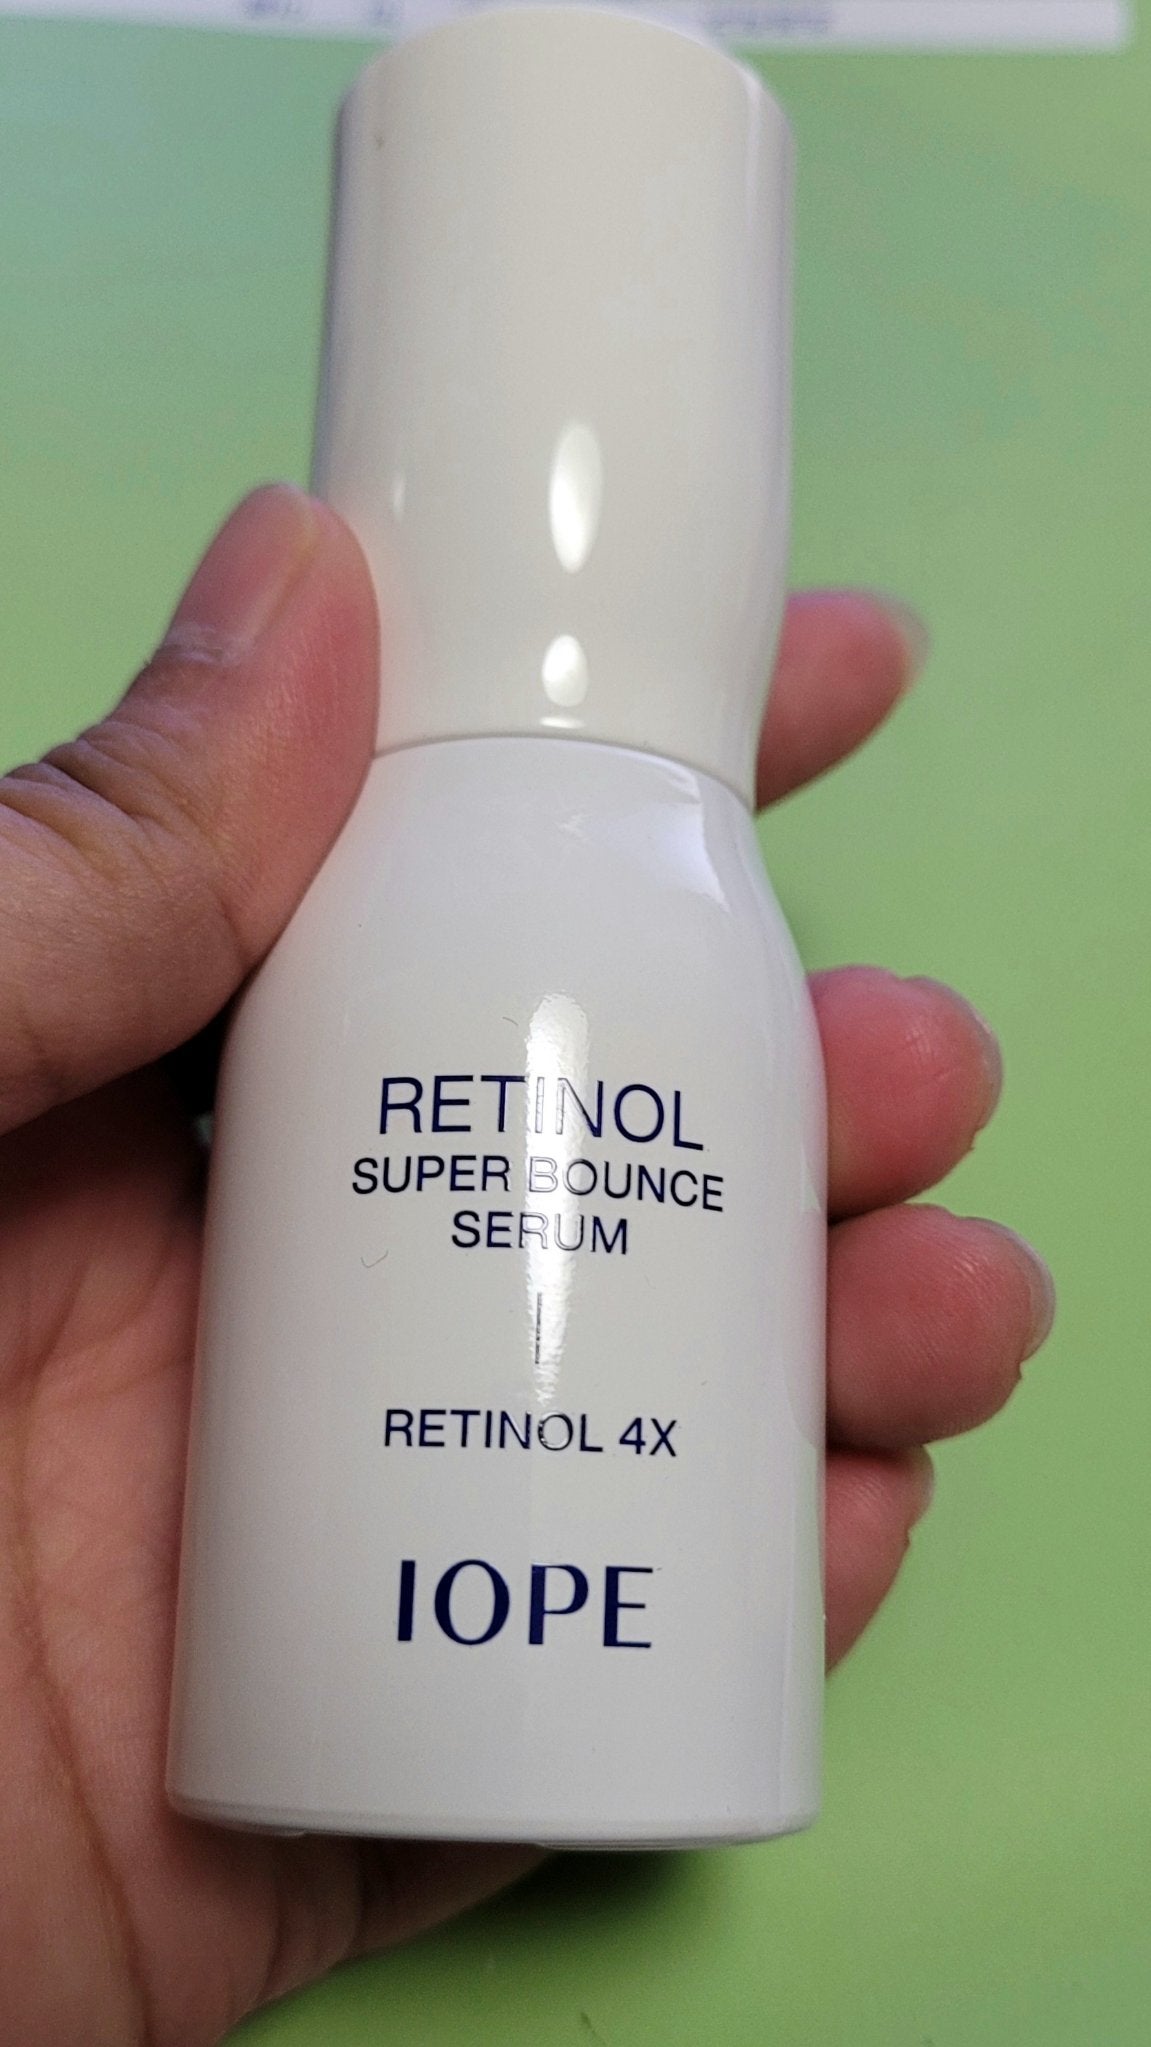 RETINOL
SUPER BOUNCE
SERUM
RETINOL 4X
IOPE